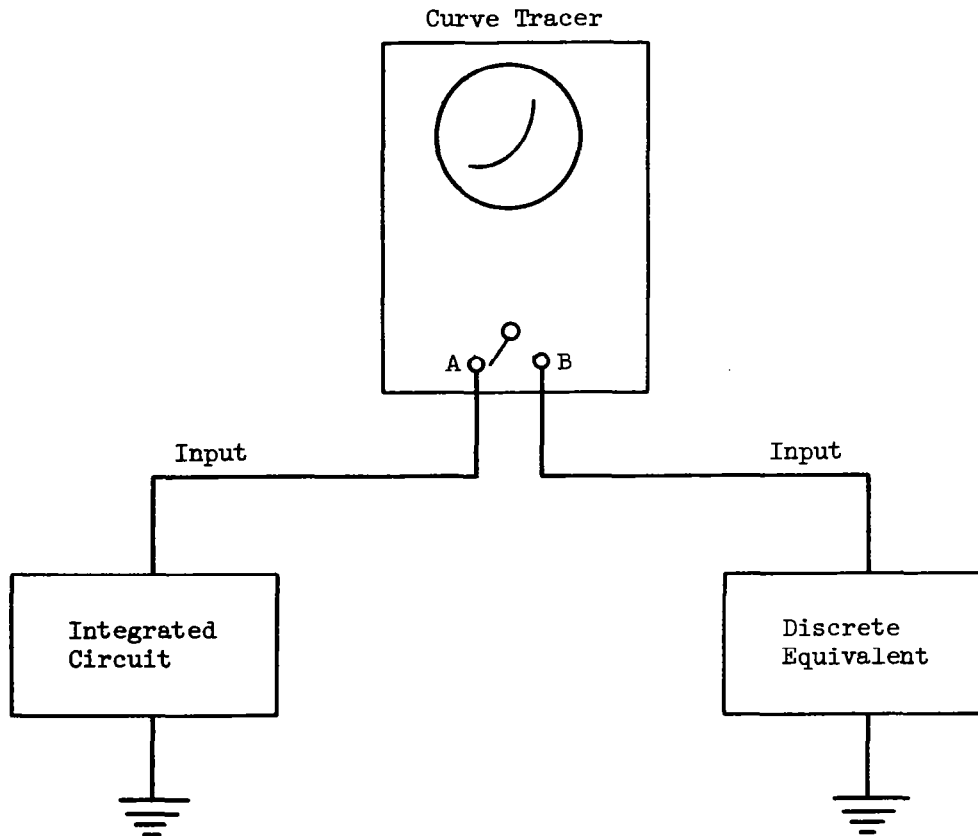 Curve Tracer
A
B
Input
Input
Integrated
Circuit
Discrete
Equivalent